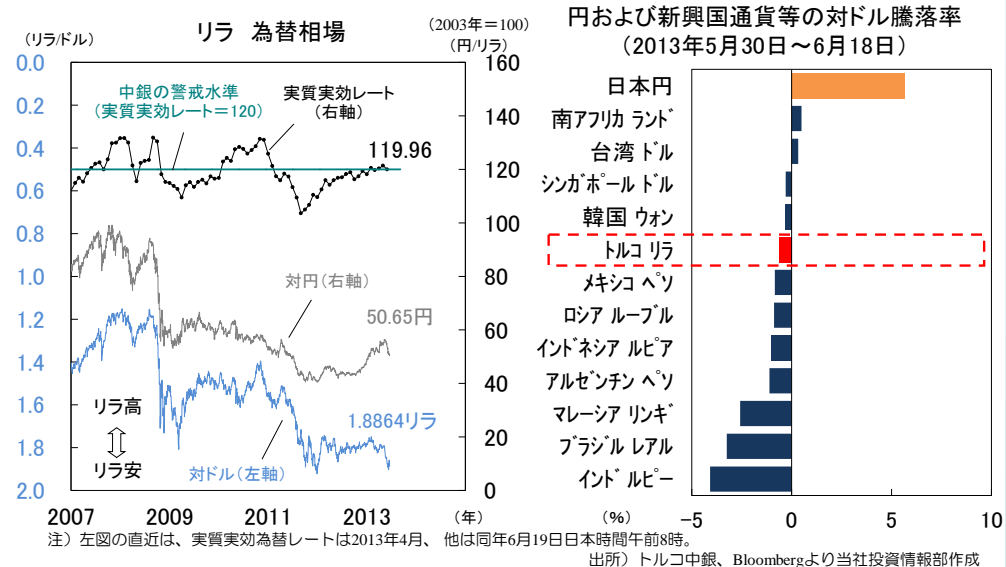 リラ 為替相場
(リラ/ドル)
(2003年=100)
(円/リラ)
0.0
0.2
0.4
0.6
0.8
1.0
1.2
1.4
1.6
1.8
2.0
160
140
120
100
80
60
40
20
0
中銀の警戒水準
(実質実効レート=120)
実質実効レート
(右軸)
119.96
対円(右軸)
50.65円
リラ高
リラ安
1.8864リラ
対ドル(左軸)
2007
2009
2011
2013
(年)
円および新興国通貨等の対ドル騰落率
(2013年5月30日~6月18日)
日本円
南アフリカ ランド
台湾 ドル
シンガポール ドル
韓国 ウォン
トルコ リラ
メキシコ ペソ
ロシア ルーブル
インドネシア ルピア
アルゼンチン ペソ
マレーシア リンギ
ブラジル レアル
インド ルピー
(%)
-5
0
5
10
注)左図の直近は、実質実効為替レートは2013年4月、 他は同年6月19日日本時間午前8時。
出所)トルコ中銀、Bloombergより当社投資情報部作成